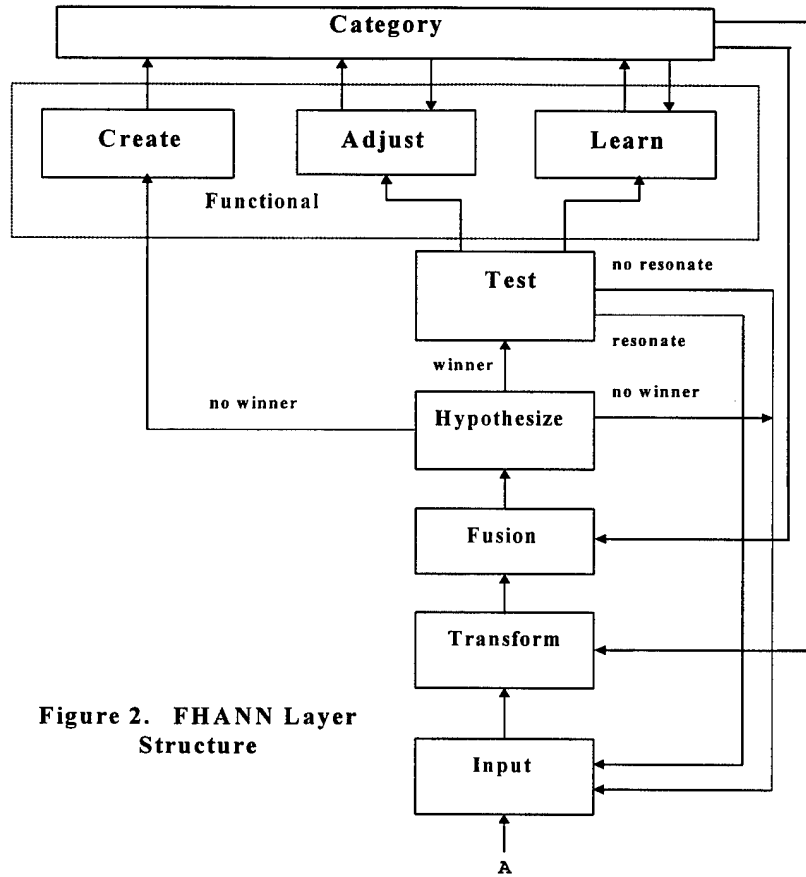 Category
Create
Adjust
Learn
Functional
Test
no resonate
resonate
winner
no winner
no winner
Hypothesize
Fusion
Transform
Input
Figure 2. FHANN Layer
Structure
A